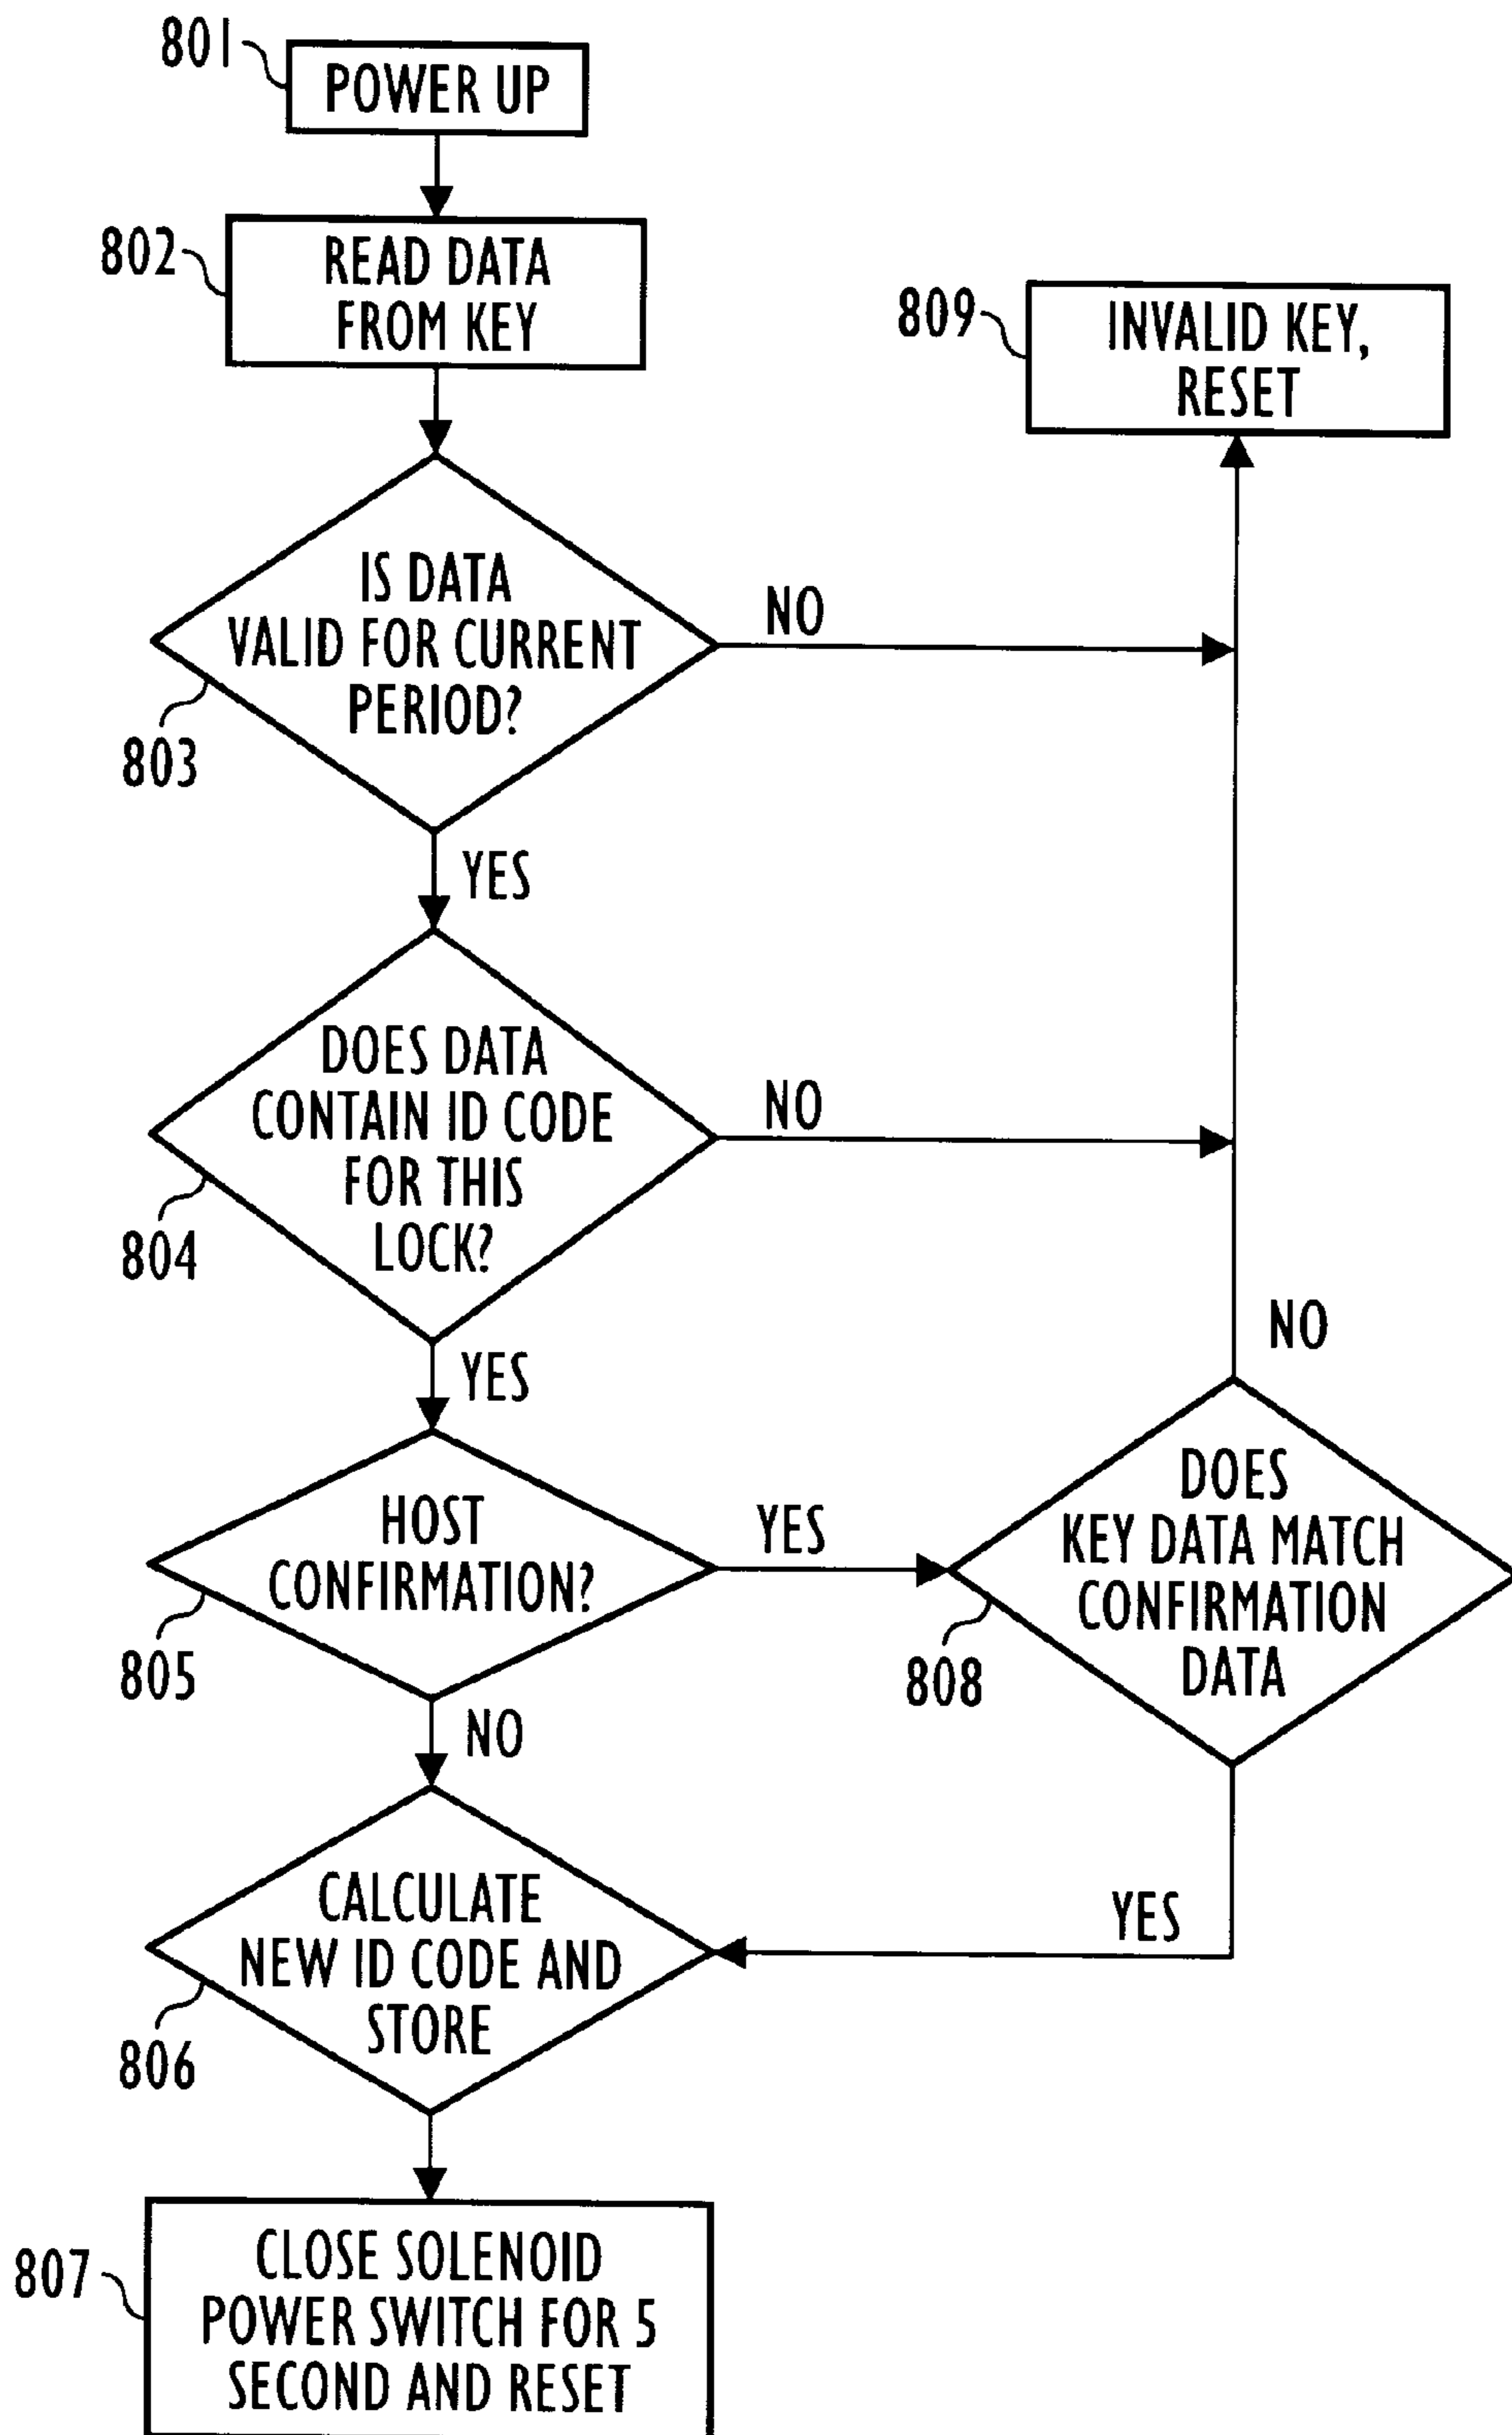 801
POWER UP
802
READ DATA
FROM KEY
809
INVALID KEY,
RESET
IS DATA
VALID FOR CURRENT
PERIOD?
803
NO
YES
DOES DATA
CONTAIN ID CODE
FOR THIS
LOCK?
804
NO
YES
HOST
CONFIRMATION?
805
YES
NO
DOES
KEY DATA MATCH
CONFIRMATION
DATA
808
NO
YES
CALCULATE
NEW ID CODE AND
STORE
806
CLOSE SOLENOID
POWER SWITCH FOR 5
SECOND AND RESET
807